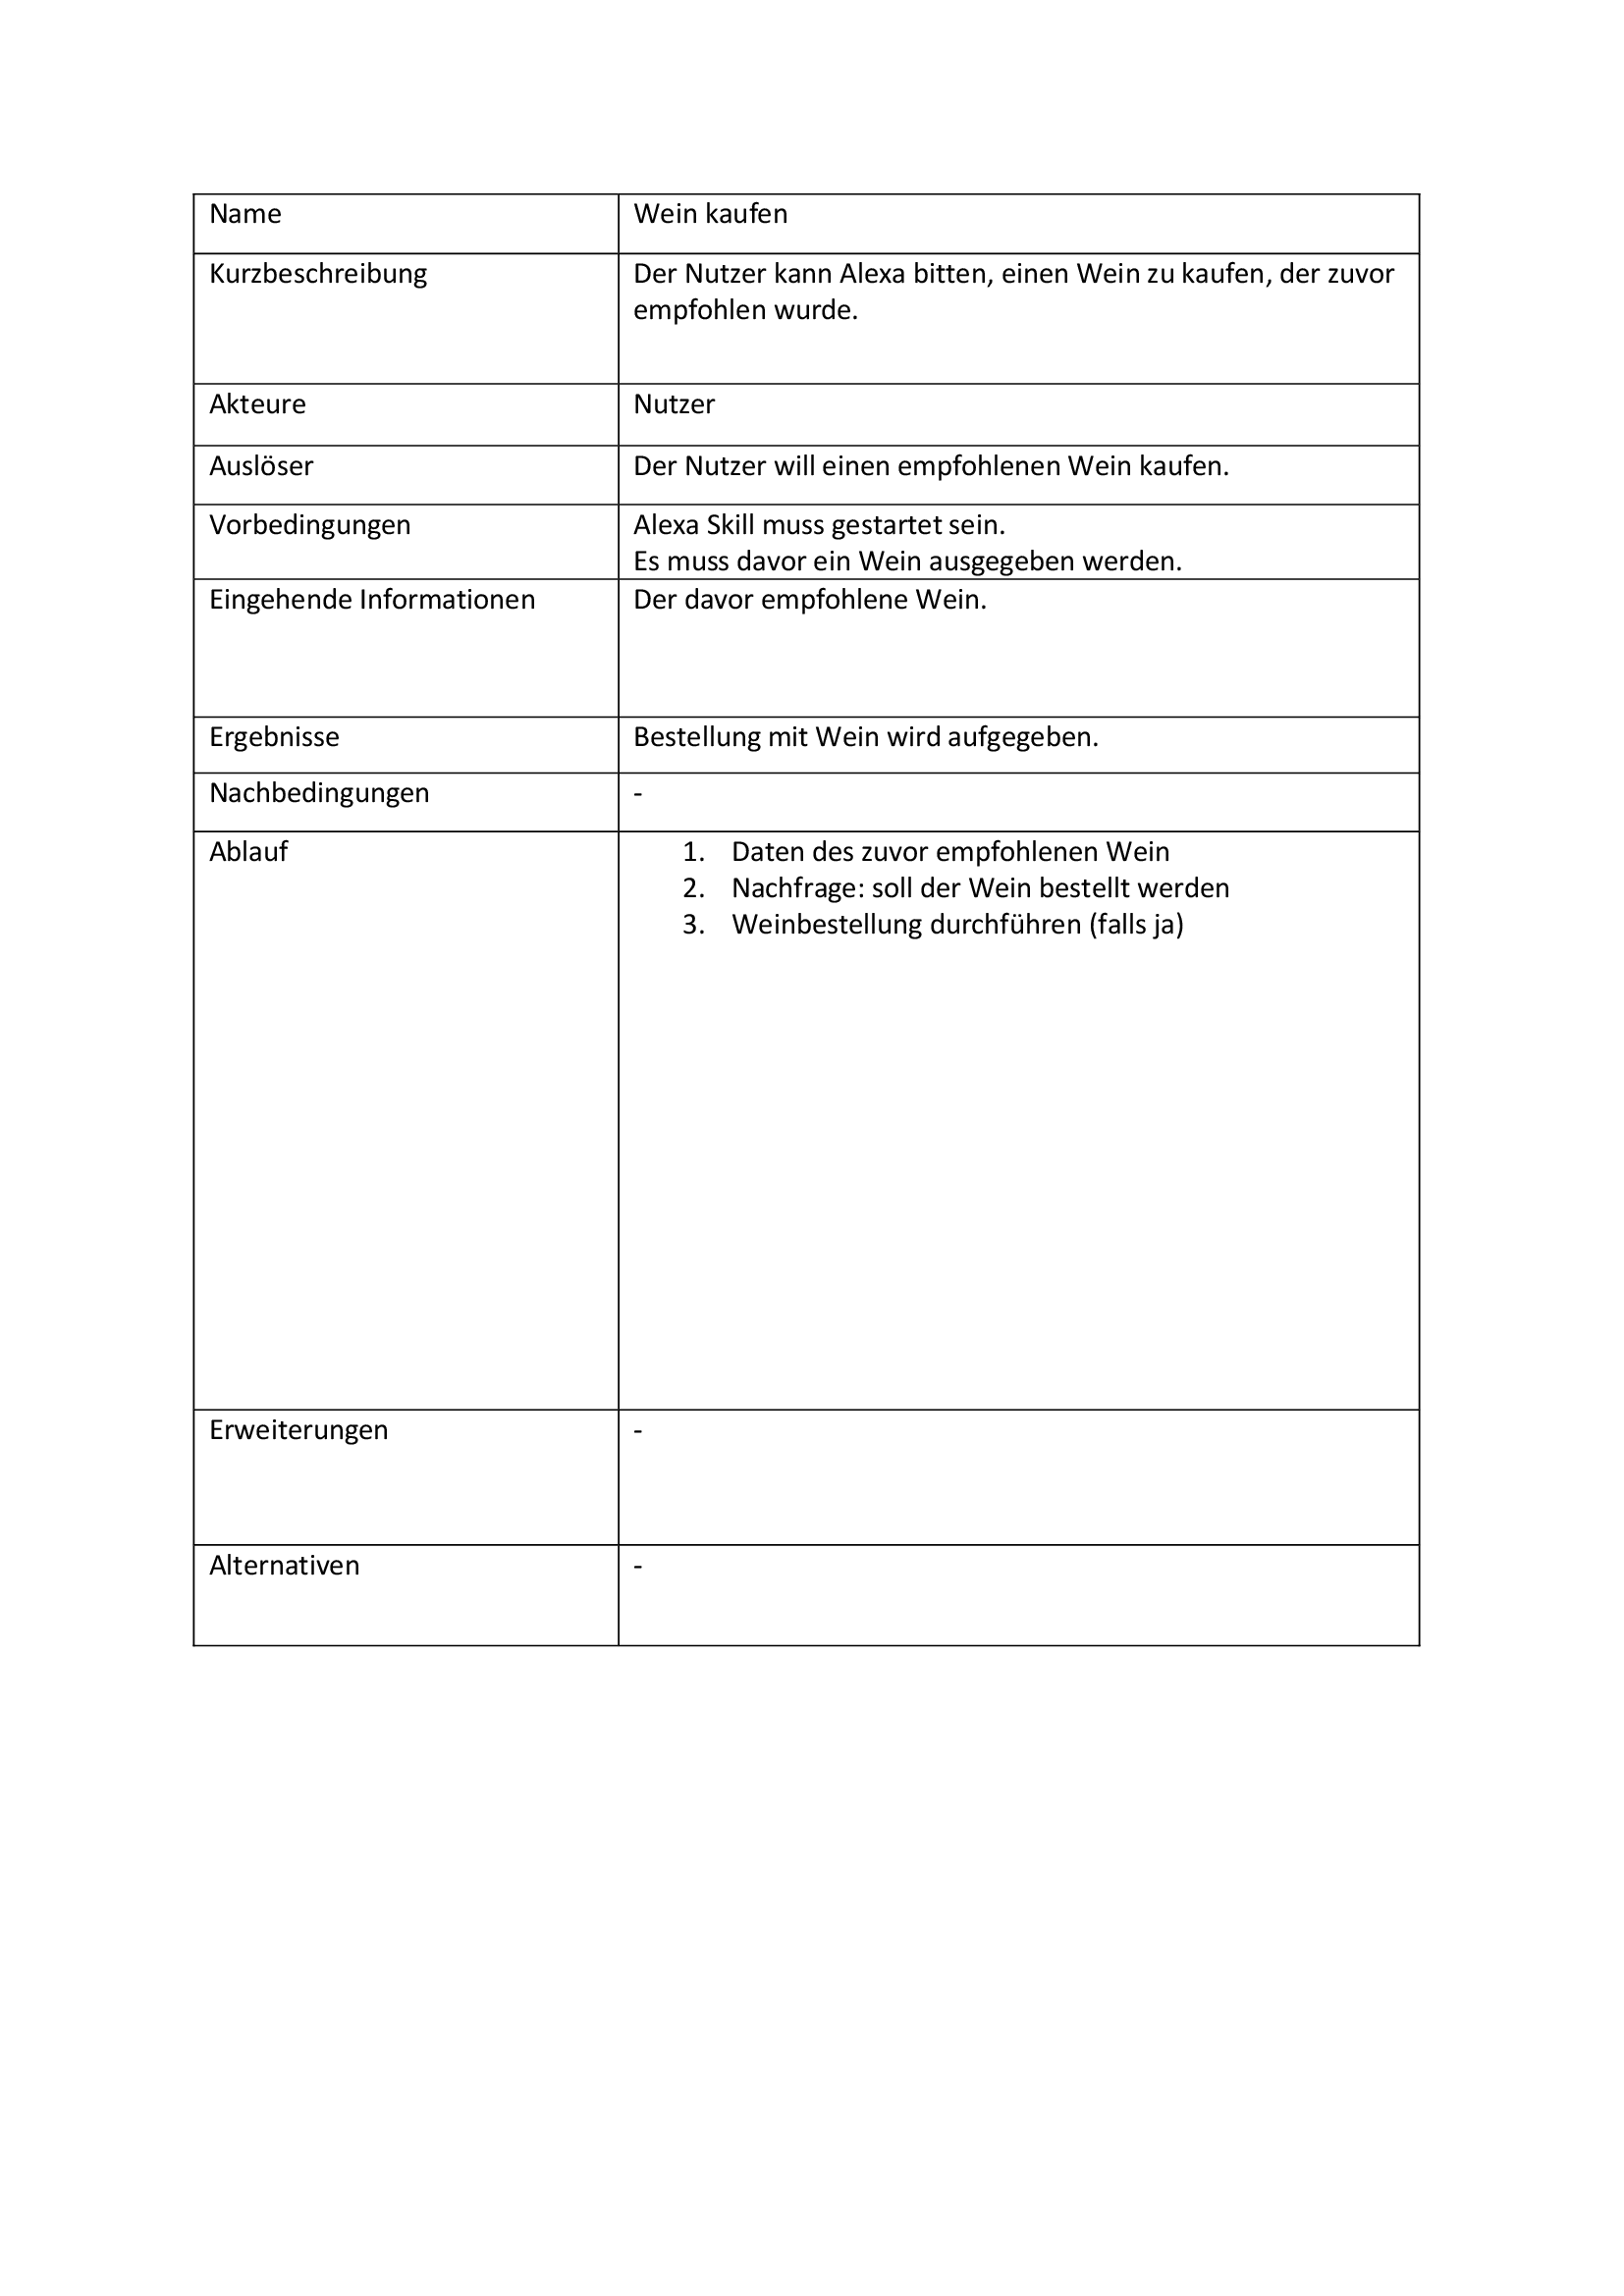 Name
Wein kaufen
Kurzbeschreibung
Der Nutzer kann Alexa bitten, einen Wein zu kaufen, der zuvor
empfohlen wurde.
Akteure
Nutzer
Auslöser
Der Nutzer will einen empfohlenen Wein kaufen.
Vorbedingungen
Alexa Skill muss gestartet sein.
Es muss davor ein Wein ausgegeben werden.
Eingehende Informationen
Der davor empfohlene Wein.
Ergebnisse
Bestellung mit Wein wird aufgegeben.
Nachbedingungen
-
Ablauf
1. Daten des zuvor empfohlenen Wein
2. Nachfrage: soll der Wein bestellt werden
3. Weinbestellung durchführen (falls ja)
Erweiterungen
-
Alternativen
-